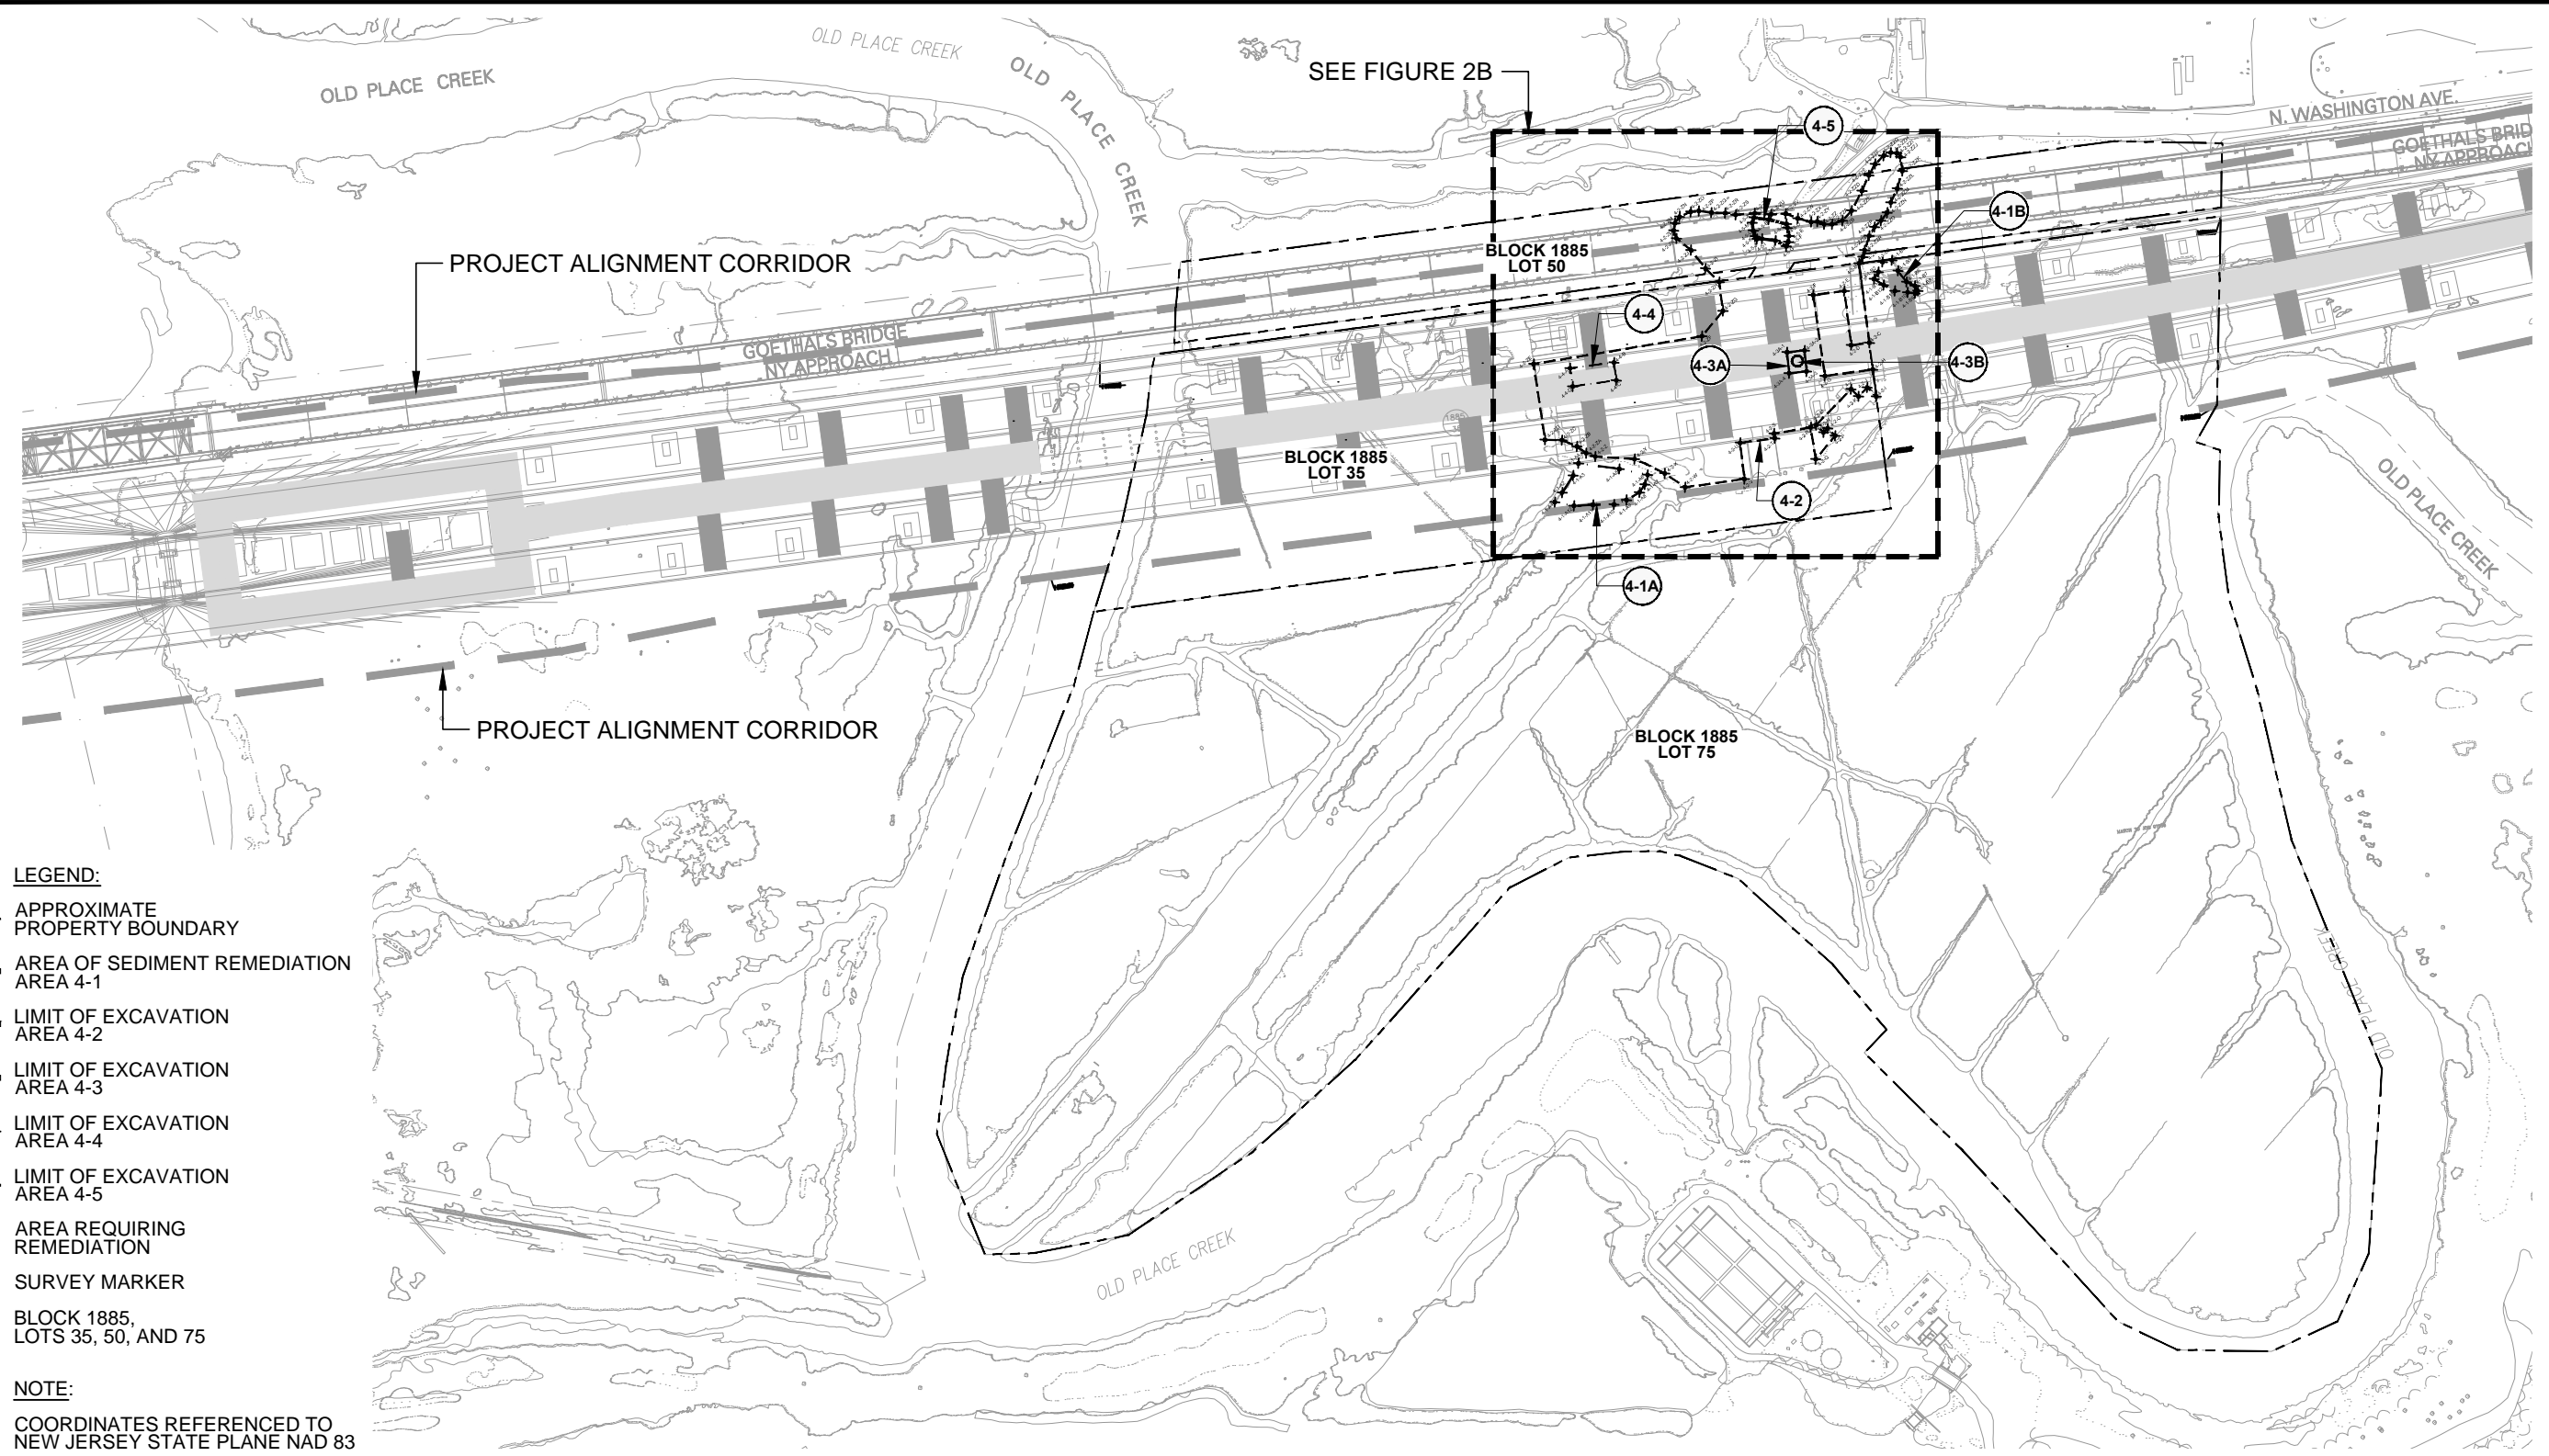 OLD PLACE CREEK
OLD PLACE CREEK
OLD PLACE CREEK
SEE FIGURE 2B
N. WASHINGTON AVE.
GOETHALS BRID
NY APPROACH
4-5
4-1B
PROJECT ALIGNMENT CORRIDOR
BLOCK 1885
LOT 50
4-4
GOETHALS BRIDGE
NY APPROACH
4-3A
4-3B
BLOCK 1885
LOT 35
4-2
OLD PLACE CREEK
4-1A
PROJECT ALIGNMENT CORRIDOR
BLOCK 1885
LOT 75
OLD PLACE CREEK
OLD PLACE CREEK
LEGEND:
APPROXIMATE
PROPERTY BOUNDARY
AREA OF SEDIMENT REMEDIATION
AREA 4-1
LIMIT OF EXCAVATION
AREA 4-2
LIMIT OF EXCAVATION
AREA 4-3
LIMIT OF EXCAVATION
AREA 4-4
LIMIT OF EXCAVATION
AREA 4-5
AREA REQUIRING
REMEDIATION
SURVEY MARKER
BLOCK 1885,
LOTS 35, 50, AND 75
NOTE:
COORDINATES REFERENCED TO
NEW JERSEY STATE PLANE NAD 83